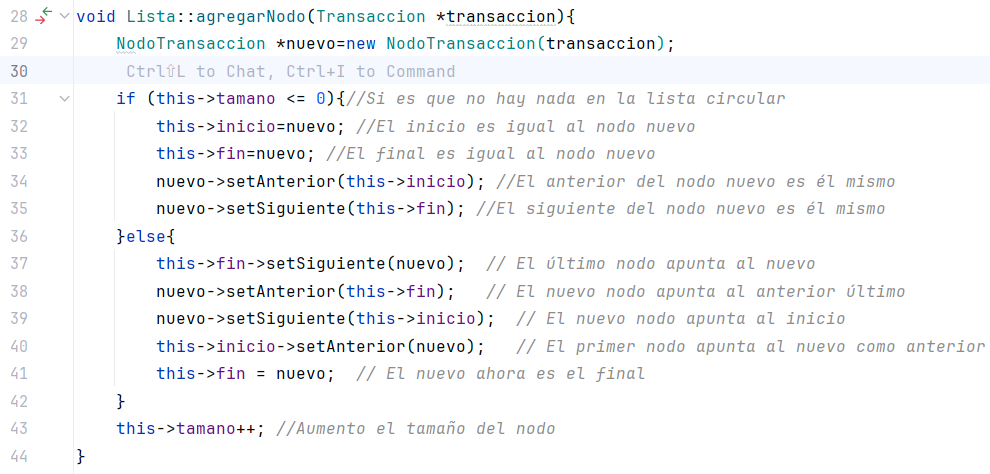 28 void Lista::agregarNodo(Transaccion *transaccion){
29 NodoTransaccion *nuevo=new NodoTransaccion(transaccion);
30 Ctrl⇧L to Chat, Ctrl+I to Command
31 if (this->tamano <= 0){//Si es que no hay nada en la lista circular
32 this->inicio=nuevo; //El inicio es igual al nodo nuevo
33 this->fin=nuevo; //El final es igual al nodo nuevo
34 nuevo->setAnterior(this->inicio); //El anterior del nodo nuevo es él mismo
35 nuevo->setSiguiente(this->fin); //El siguiente del nodo nuevo es él mismo
36 }else{
37 this->fin->setSiguiente(nuevo);  // El último nodo apunta al nuevo
38 nuevo->setAnterior(this->fin);   // El nuevo nodo apunta al anterior último
39 nuevo->setSiguiente(this->inicio);  // El nuevo nodo apunta al inicio
40 this->inicio->setAnterior(nuevo);   // El primer nodo apunta al nuevo como anterior
41 this->fin = nuevo;  // El nuevo ahora es el final
42 }
43 this->tamano++; //Aumento el tamaño del nodo
44 }